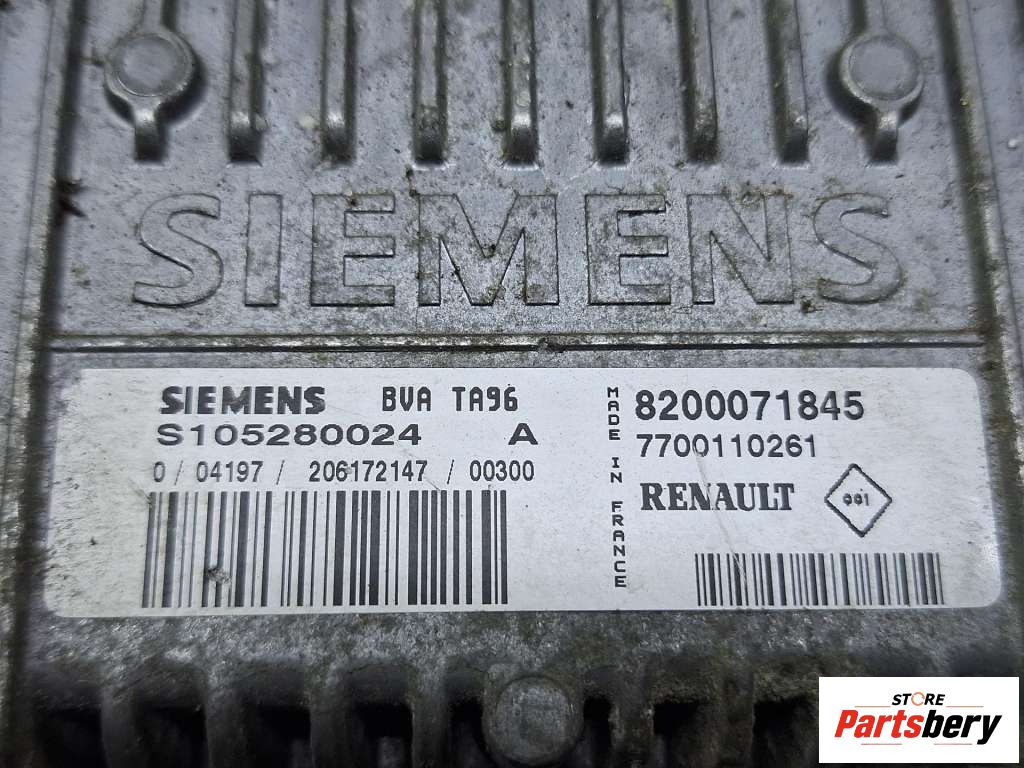 SIEMENS
SIEMENS BVA TA96
S105280024 A
0 / 04197 / 206172147 / 00300
MADE IN FRANCE
8200071845
7700110261
RENAULT 001
STORE
Partsbery